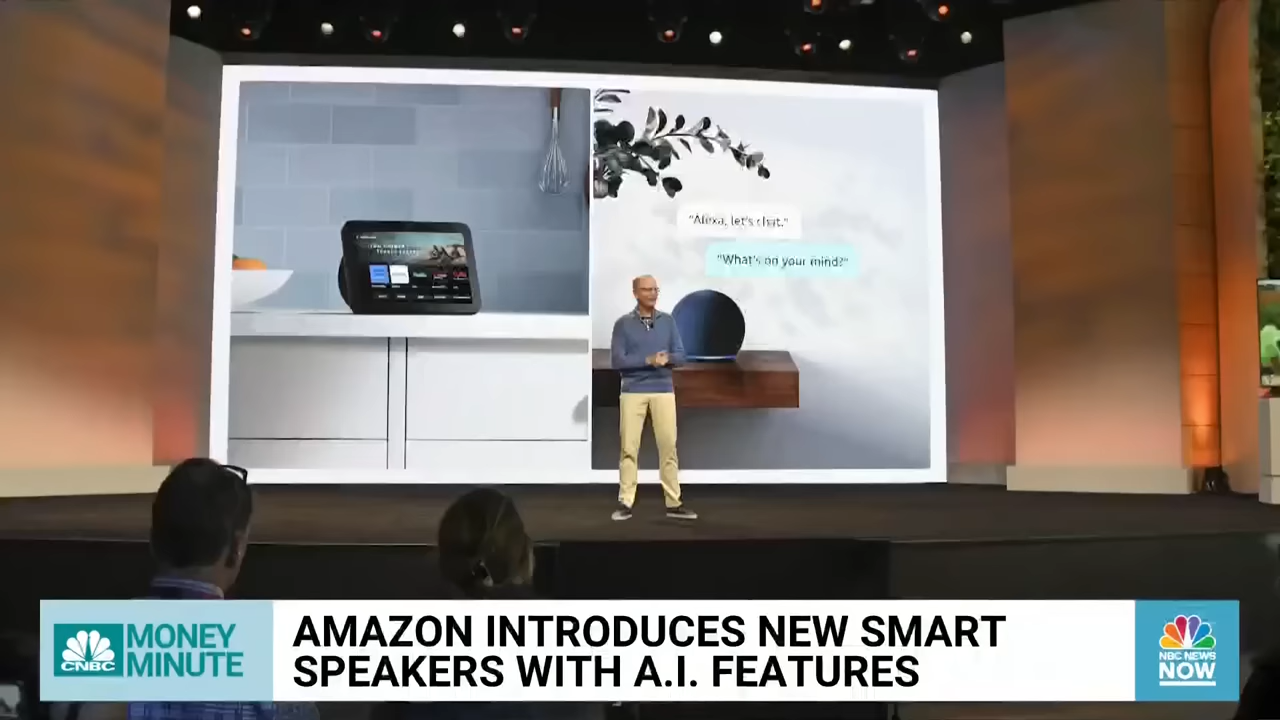 "Alexa, let's chat."
"What's on your mind?"
CNBC
MONEY
MINUTE
AMAZON INTRODUCES NEW SMART
SPEAKERS WITH A.I. FEATURES
NBC NEWS
NOW